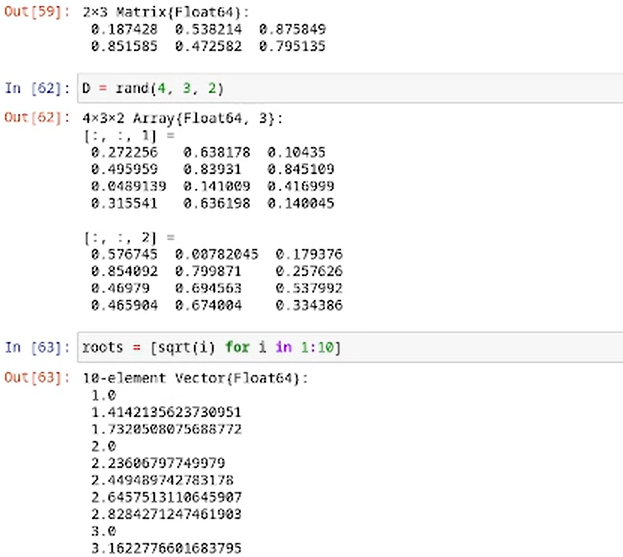 Out[59]: 2×3 Matrix{Float64}:
0.187428 0.538214 0.875849
0.851585 0.472582 0.795135
In [62]: D = rand(4, 3, 2)
Out[62]: 4×3×2 Array{Float64, 3}:
[:, :, 1] =
0.272256 0.638178 0.10435
0.495959 0.83931 0.845109
0.0489139 0.141009 0.416999
0.315541 0.636198 0.140045
[:, :, 2] =
0.576745 0.00782045 0.179376
0.854092 0.799871 0.257626
0.46979 0.694563 0.537992
0.465904 0.674004 0.334386
In [63]: roots = [sqrt(i) for i in 1:10]
Out[63]: 10-element Vector{Float64}:
1.0
1.4142135623730951
1.7320508075688772
2.0
2.23606797749979
2.449489742783178
2.6457513110645907
2.8284271247461903
3.0
3.1622776601683795